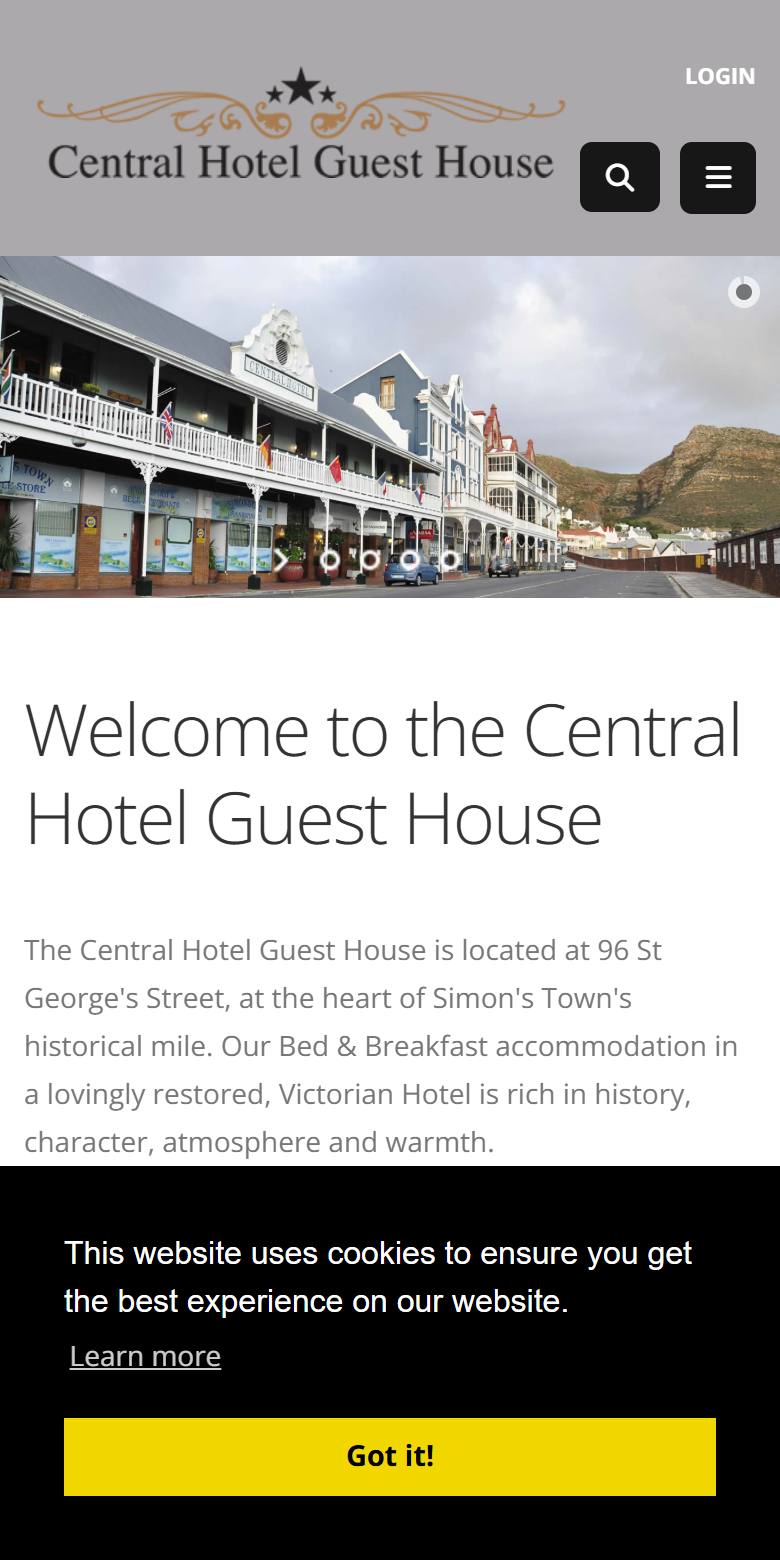 LOGIN
Central Hotel Guest House
CENTRAL HOTEL
Welcome to the Central
Hotel Guest House
The Central Hotel Guest House is located at 96 St
George's Street, at the heart of Simon's Town's
historical mile. Our Bed & Breakfast accommodation in
a lovingly restored, Victorian Hotel is rich in history,
character, atmosphere and warmth.
This website uses cookies to ensure you get
the best experience on our website.
Learn more
Got it!